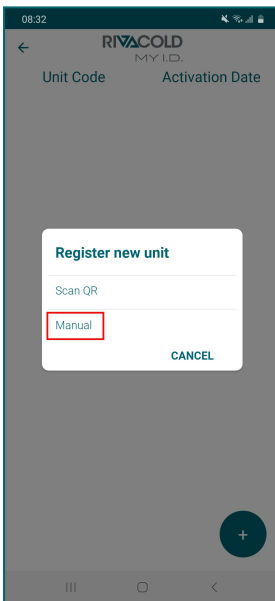 08:32
RIVACOLD
MY I.D.
Unit Code Activation Date
Register new unit
Scan QR
Manual
CANCEL
+